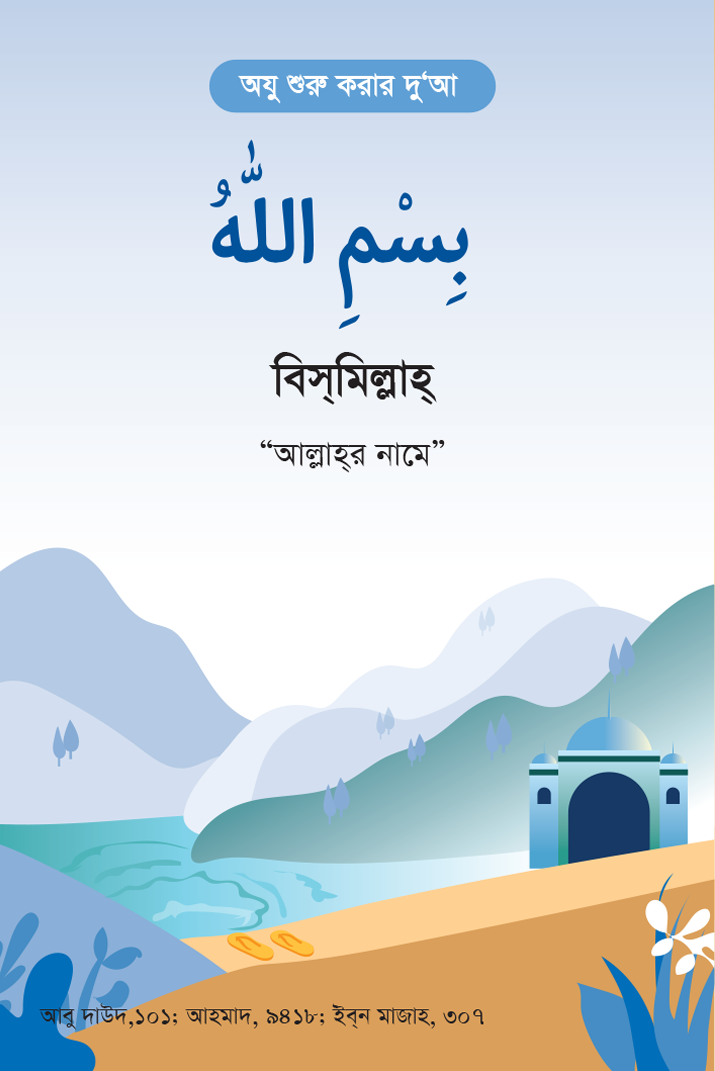 অযু শুরু করার দু‘আ
بِسْمِ اللّٰهُ
বিস্‌মিল্লাহ্
“আল্লাহ্‌র নামে”
আবু দাউদ,১০১; আহমাদ, ৯৪১৮; ইব্‌ন মাজাহ, ৩০৭